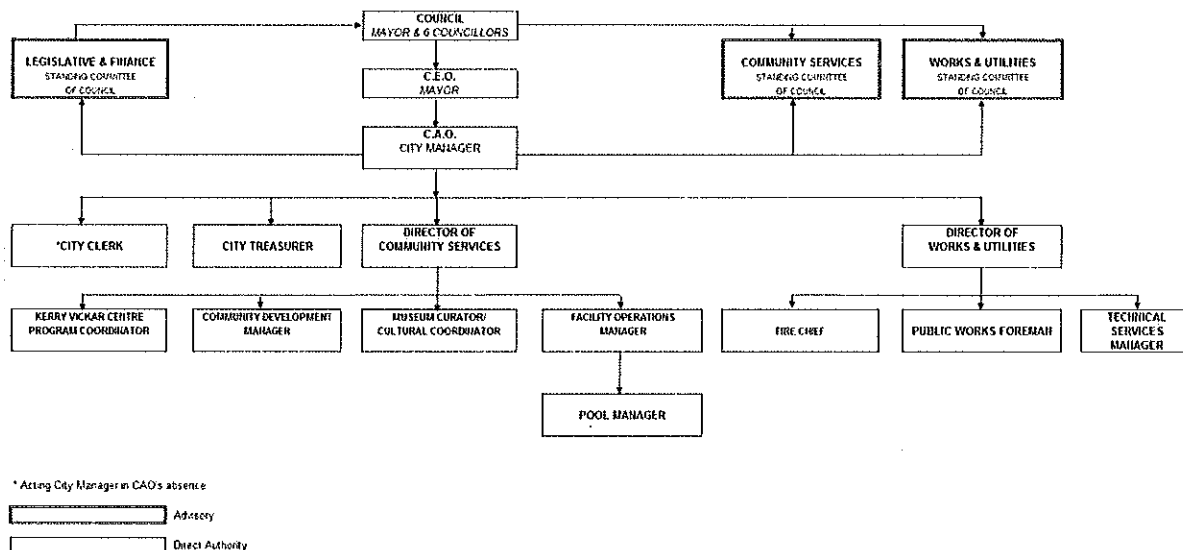 COUNCIL
MAYOR & 6 COUNCILLORS
LEGISLATIVE & FINANCE
STANDING COMMITTEE
OF COUNCIL
C.E.O.
MAYOR
COMMUNITY SERVICES
STANDING COMMITTEE
OF COUNCIL
WORKS & UTILITIES
STANDING COMMITTEE
OF COUNCIL
C.A.O.
CITY MANAGER
*CITY CLERK
CITY TREASURER
DIRECTOR OF
COMMUNITY SERVICES
DIRECTOR OF
WORKS & UTILITIES
KERRY VICKAR CENTRE
PROGRAM COORDINATOR
COMMUNITY DEVELOPMENT
MANAGER
MUSEUM CURATOR/
CULTURAL COORDINATOR
FACILITY OPERATIONS
MANAGER
FIRE CHIEF
PUBLIC WORKS FOREMAN
TECHNICAL
SERVICES
MANAGER
POOL MANAGER
* Acting City Manager in CAO's absence
Advisory
Direct Authority